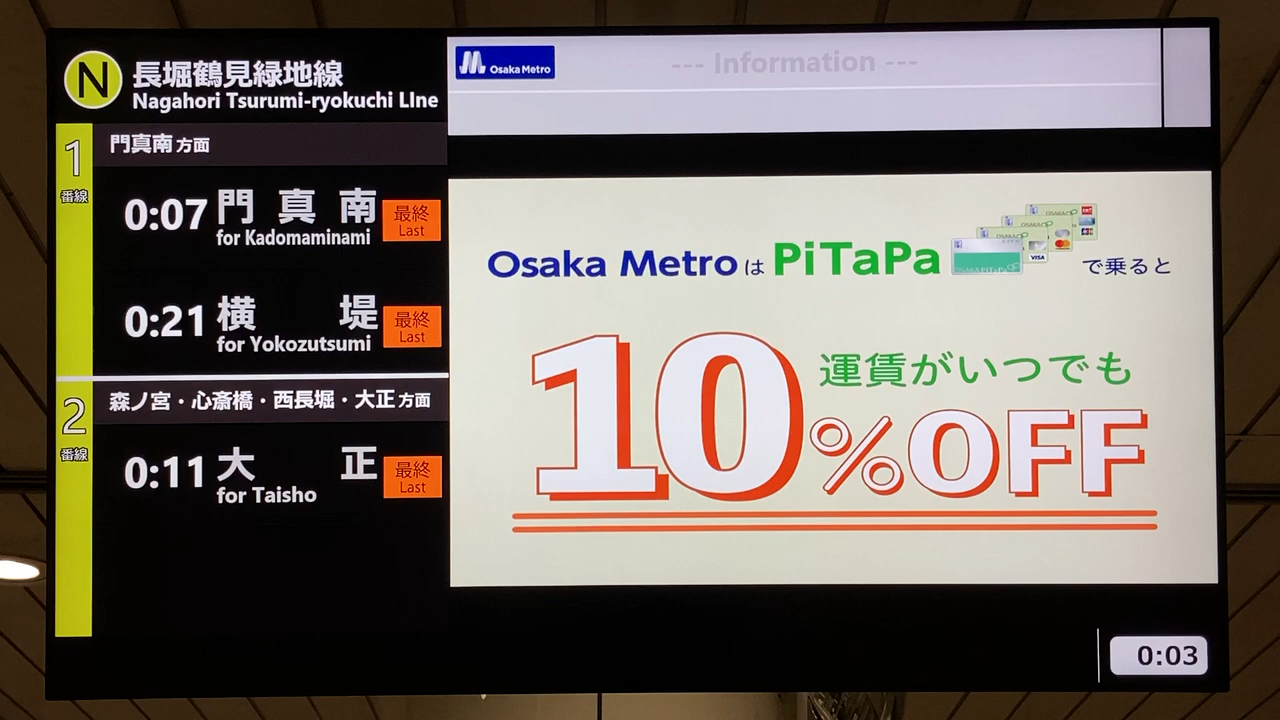 N 長堀鶴見緑地線
Nagahori Tsurumi-ryokuchi LIne
1
番線
門真南方面
0:07 門真南 最終
for Kadomaminami Last
0:21 横堤 最終
for Yokozutsumi Last
2
番線
森ノ宮・心斎橋・西長堀・大正方面
0:11 大正 最終
for Taisho Last
Osaka Metro
--- Information ---
Osaka Metro は PiTaPa で乗ると
運賃がいつでも
10%OFF
OSAKA PiTaPa
VISA
JCB
0:03